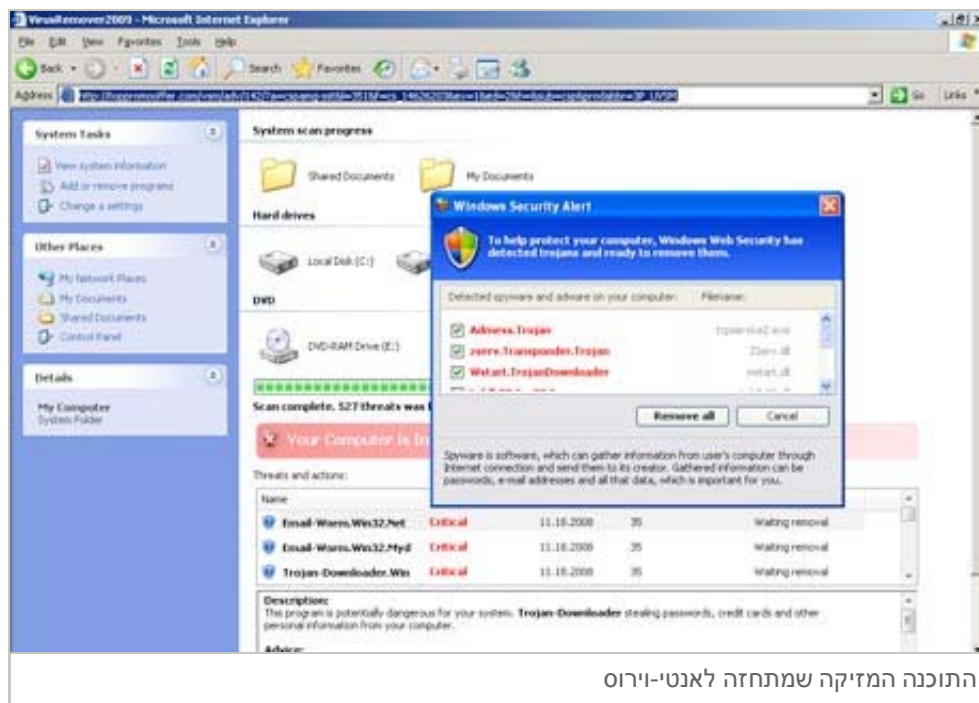 VirusRemover2009 - Microsoft Internet Explorer
File Edit View Favorites Tools Help
Back Search Favorites
Address Go Links
System Tasks
View system information
Add or remove programs
Change a settings
Other Places
My Network Places
My Documents
Shared Documents
Control Panel
Details
My Computer
System Folder
System scan progress
Shared Documents
My Documents
Hard drives
Local Disk (C:)
DVD
DVD-RAM Drive (E:)
Scan complete. 527 threats was
Your Computer Is In
Threats and actions:
Name
Email-Worm.Win32.Net Critical 11.18.2008 35 Waiting removal
Email-Worm.Win32.Myd Critical 11.18.2008 35 Waiting removal
Trojan-Downloader.Win Critical 11.18.2008 35 Waiting removal
Description:
This program is potentially dangerous for your system. Trojan-Downloader stealing passwords, credit cards and other
personal information from your computer.
Advice:
Windows Security Alert
To help protect your computer, Windows Web Security has
detected trojans and ready to remove them.
Detected spyware and adware on your computer: Filename:
Admess.Trojan
zserv.Transponder.Trojan Zserv.dll
Wstart.TrojanDownloader wstart.dll
Remove all Cancel
Spyware is software, which can gather information from user's computer through
Internet connection and send them to its creator. Gathered information can be
passwords, e-mail addresses and all that data, which is important for you.
התוכנה המזיקה שמתחזה לאנטי-וירוס